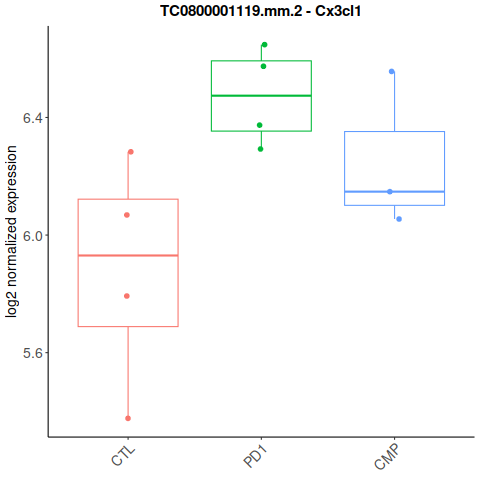 TC0800001119.mm.2 - Cx3cl1
log2 normalized expression
6.4
6.0
5.6
CTL
PD1
CMP